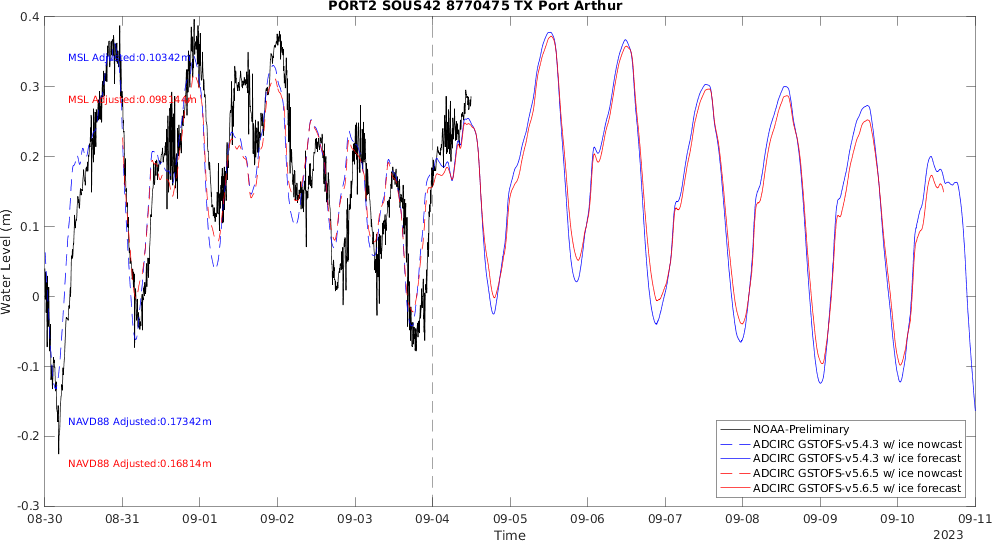 PORT2 SOUS42 8770475 TX Port Arthur
Water Level (m)
0.4
0.3
0.2
0.1
0
-0.1
-0.2
-0.3
MSL Adjusted:0.10342m
MSL Adjusted:0.098144m
NAVD88 Adjusted:0.17342m
NAVD88 Adjusted:0.16814m
NOAA-Preliminary
ADCIRC GSTOFS-v5.4.3 w/ ice nowcast
ADCIRC GSTOFS-v5.4.3 w/ ice forecast
ADCIRC GSTOFS-v5.6.5 w/ ice nowcast
ADCIRC GSTOFS-v5.6.5 w/ ice forecast
08-30 08-31 09-01 09-02 09-03 09-04 09-05 09-06 09-07 09-08 09-09 09-10 09-11
Time
2023